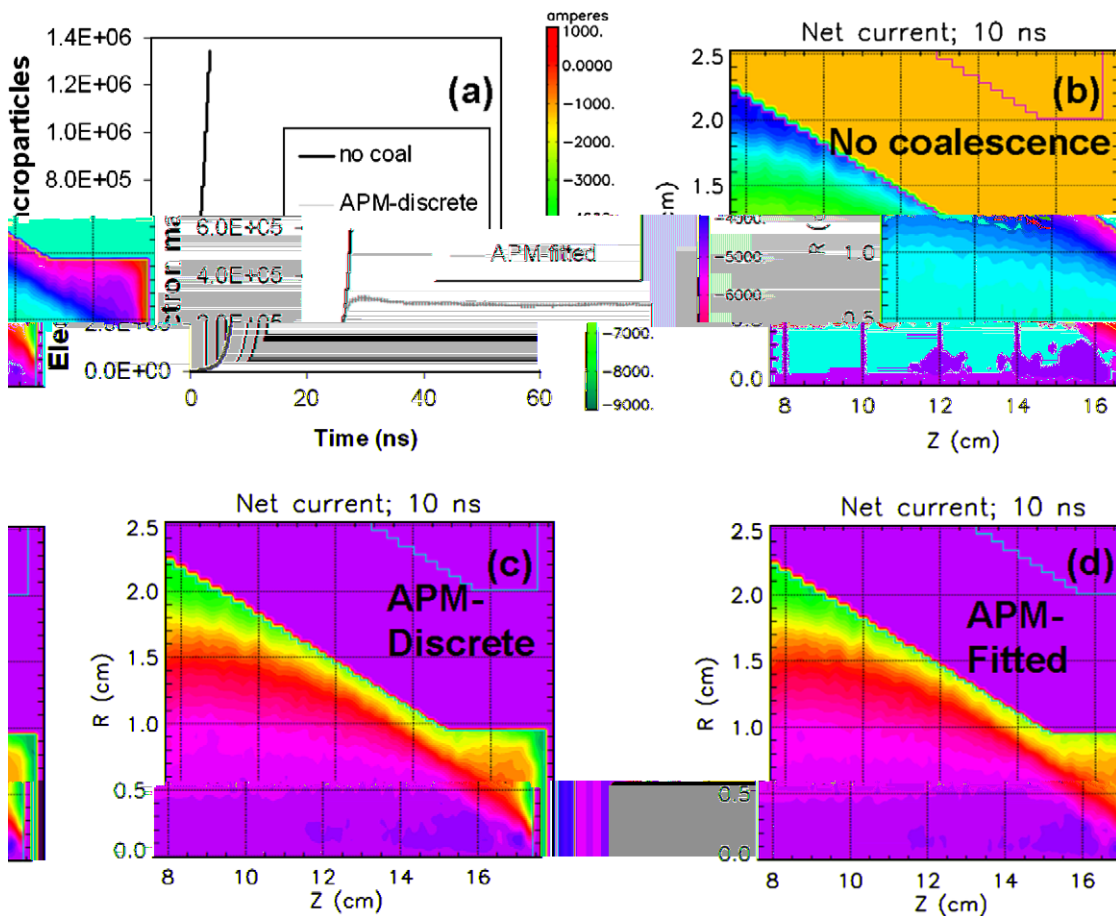 amperes
1.4E+06
1.2E+06
1.0E+06
8.0E+05
6.0E+05
4.0E+05
0.0E+00
0
20
40
60
Time (ns)
(a)
no coal
APM-discrete
APM-fitted
1000.
0.0000
-1000.
-2000.
-3000.
-5000.
-6000.
-7000.
-8000.
-9000.
Net current; 10 ns
(b)
No coalescence
2.5
2.0
1.5
1.0
0.0
8
10
12
14
16
Z (cm)
Net current; 10 ns
(c)
APM-
Discrete
2.5
2.0
1.5
1.0
0.5
0.0
R (cm)
8
10
12
14
16
Z (cm)
Net current; 10 ns
(d)
APM-
Fitted
2.5
2.0
1.5
1.0
0.5
0.0
R (cm)
8
10
12
14
16
Z (cm)